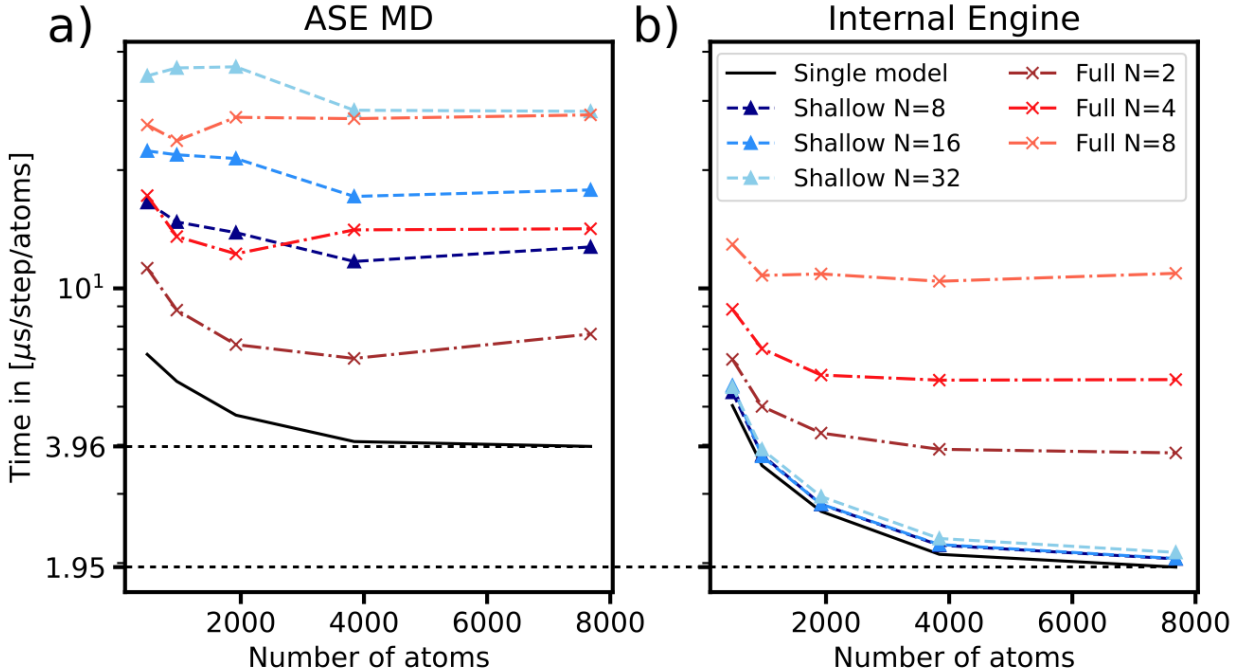 a) ASE MD
b) Internal Engine
Single model
Shallow N=8
Shallow N=16
Shallow N=32
Full N=2
Full N=4
Full N=8
Time in [μs/step/atoms]
10¹
3.96
1.95
2000 4000 6000 8000
Number of atoms
2000 4000 6000 8000
Number of atoms